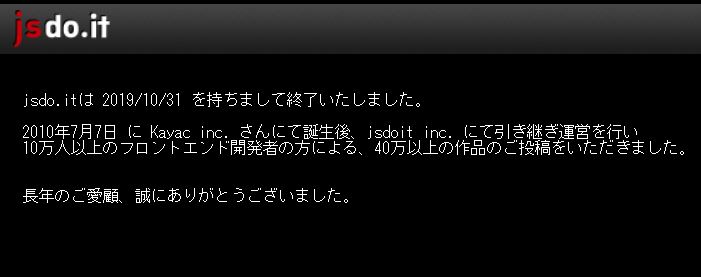 jsdo.it
jsdo.itは 2019/10/31 を持ちまして終了いたしました。
2010年7月7日 に Kayac inc. さんにて誕生後、jsdoit inc. にて引き継ぎ運営を行い
10万人以上のフロントエンド開発者の方による、40万以上の作品のご投稿をいただきました。
長年のご愛顧、誠にありがとうございました。